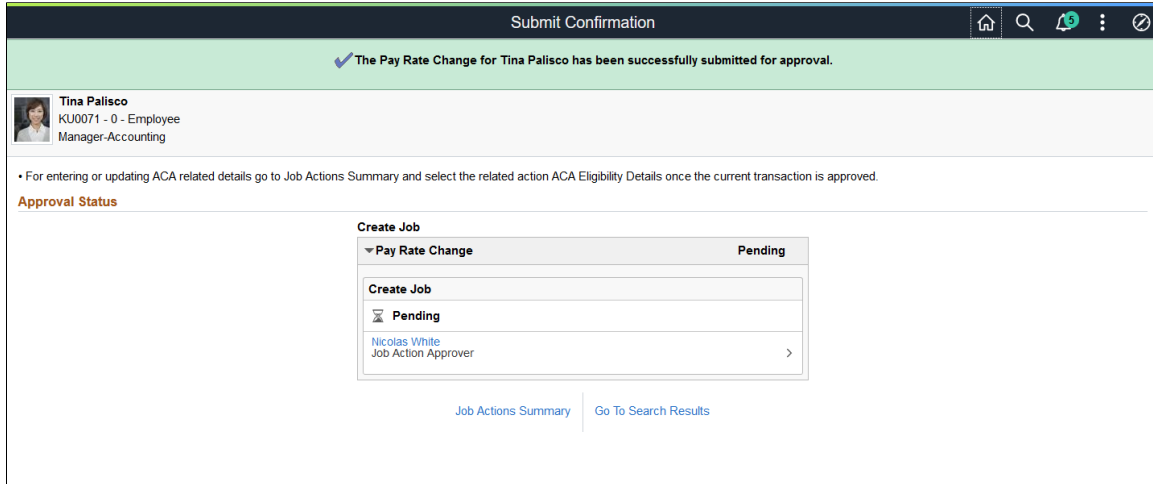 Submit Confirmation
5
The Pay Rate Change for Tina Palisco has been successfully submitted for approval.
Tina Palisco
KU0071 - 0 - Employee
Manager-Accounting
• For entering or updating ACA related details go to Job Actions Summary and select the related action ACA Eligibility Details once the current transaction is approved.
Approval Status
Create Job
Pay Rate Change Pending
Create Job
Pending
Nicolas White
Job Action Approver
Job Actions Summary Go To Search Results